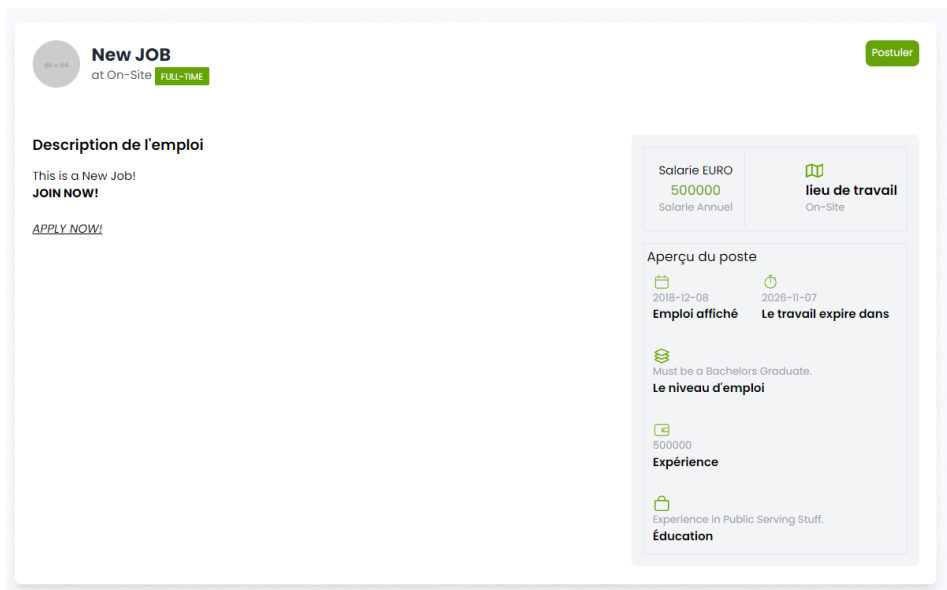 64 x 64
New JOB
at On-Site FULL-TIME
Postuler
Description de l'emploi
This is a New Job!
JOIN NOW!
APPLY NOW!
Salarie EURO
500000
Salarie Annuel
lieu de travail
On-Site
Aperçu du poste
2018-12-08
Emploi affiché
2026-11-07
Le travail expire dans
Must be a Bachelors Graduate.
Le niveau d'emploi
500000
Expérience
Experience in Public Serving Stuff.
Éducation